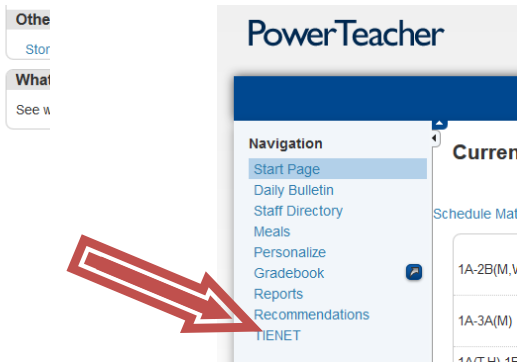 Othe
Stor
What
See w
PowerTeacher
Navigation
Start Page
Daily Bulletin
Staff Directory
Meals
Personalize
Gradebook
Reports
Recommendations
TIENET
Curren
Schedule Mat
1A-2B(M,W
1A-3A(M)